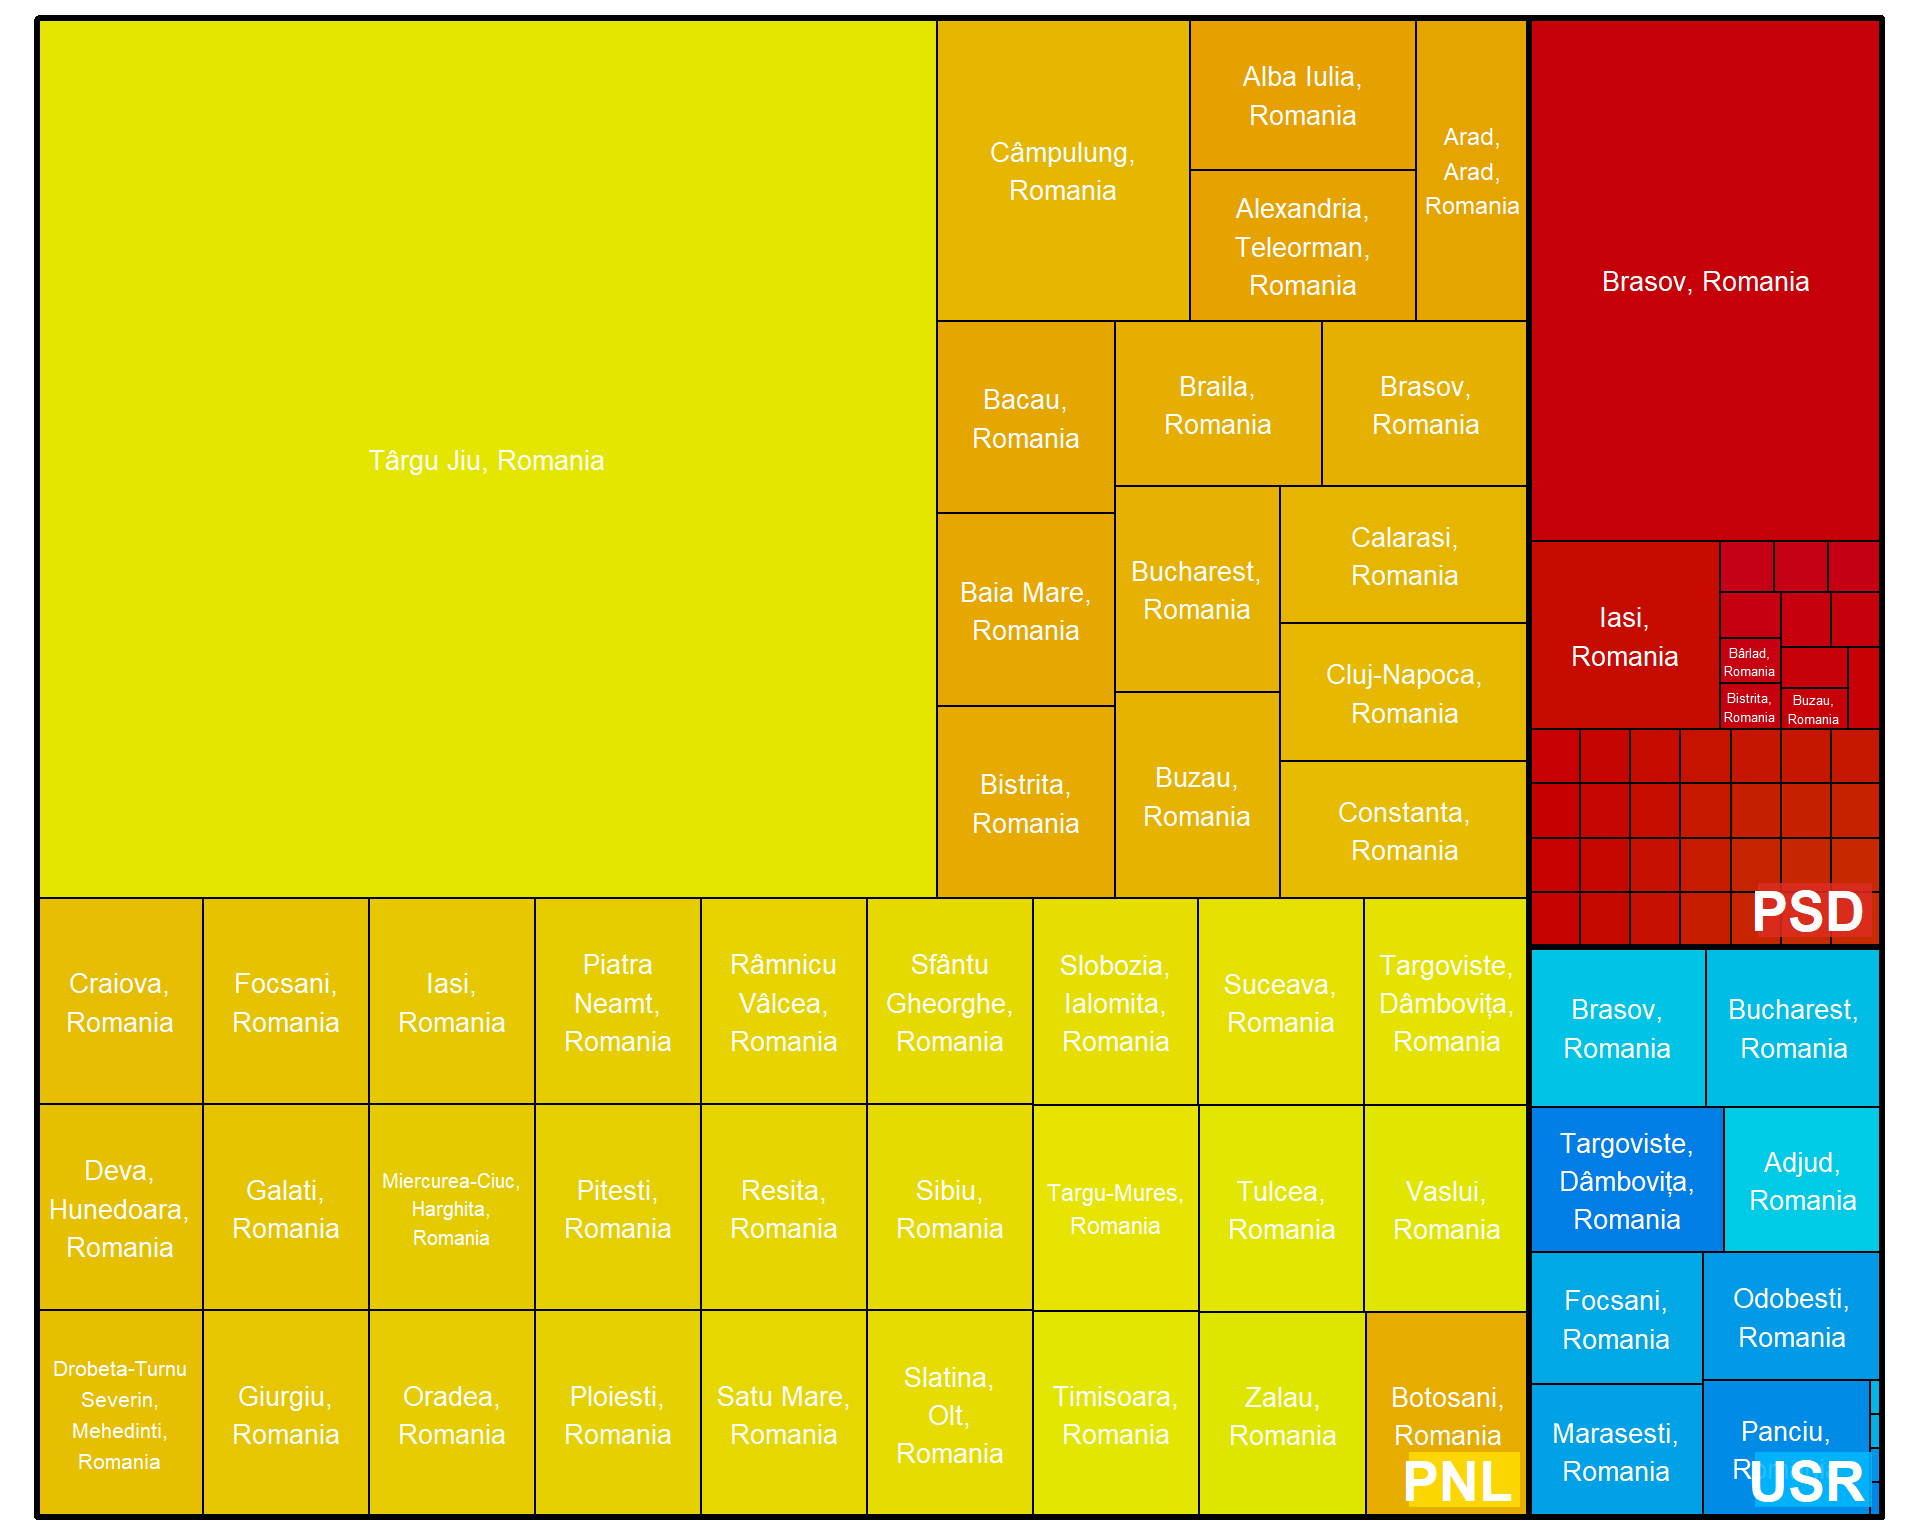 Târgu Jiu, Romania
Câmpulung,
Romania
Alba Iulia,
Romania
Alexandria,
Teleorman,
Romania
Arad,
Arad,
Romania
Bacau,
Romania
Braila,
Romania
Brasov,
Romania
Baia Mare,
Romania
Bucharest,
Romania
Calarasi,
Romania
Cluj-Napoca,
Romania
Bistrita,
Romania
Buzau,
Romania
Constanta,
Romania
Craiova,
Romania
Focsani,
Romania
Iasi,
Romania
Piatra
Neamt,
Romania
Râmnicu
Vâlcea,
Romania
Sfântu
Gheorghe,
Romania
Slobozia,
Ialomita,
Romania
Suceava,
Romania
Targoviste,
Dâmbovița,
Romania
Deva,
Hunedoara,
Romania
Galati,
Romania
Miercurea-Ciuc,
Harghita,
Romania
Pitesti,
Romania
Resita,
Romania
Sibiu,
Romania
Targu-Mures,
Romania
Tulcea,
Romania
Vaslui,
Romania
Drobeta-Turnu
Severin,
Mehedinti,
Romania
Giurgiu,
Romania
Oradea,
Romania
Ploiesti,
Romania
Satu Mare,
Romania
Slatina,
Olt,
Romania
Timisoara,
Romania
Zalau,
Romania
Botosani,
Romania
PNL
Brasov, Romania
Iasi,
Romania
Bârlad,
Romania
Bistrita,
Romania
Buzau,
Romania
PSD
Brasov,
Romania
Bucharest,
Romania
Targoviste,
Dâmbovița,
Romania
Adjud,
Romania
Focsani,
Romania
Odobesti,
Romania
Marasesti,
Romania
Panciu,
USR